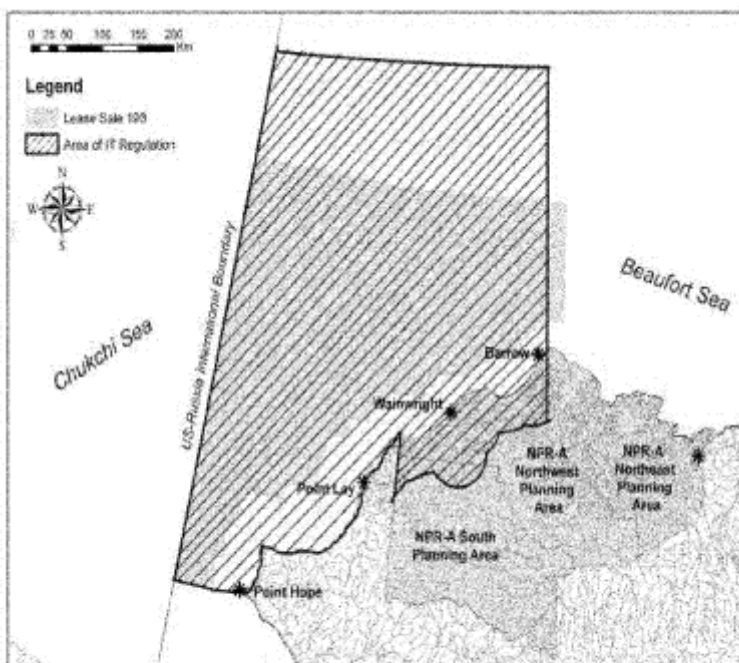 0 25 50 100 150 200
Km
Legend
Lease Sale 193
Area of IT Regulation
N
W E
S
US-Russia International Boundary
Chukchi Sea
Beaufort Sea
Barrow
Wainwright
Point Lay
NPR-A
Northwest
Planning
Area
NPR-A
Northeast
Planning
Area
NPR-A South
Planning Area
Point Hope